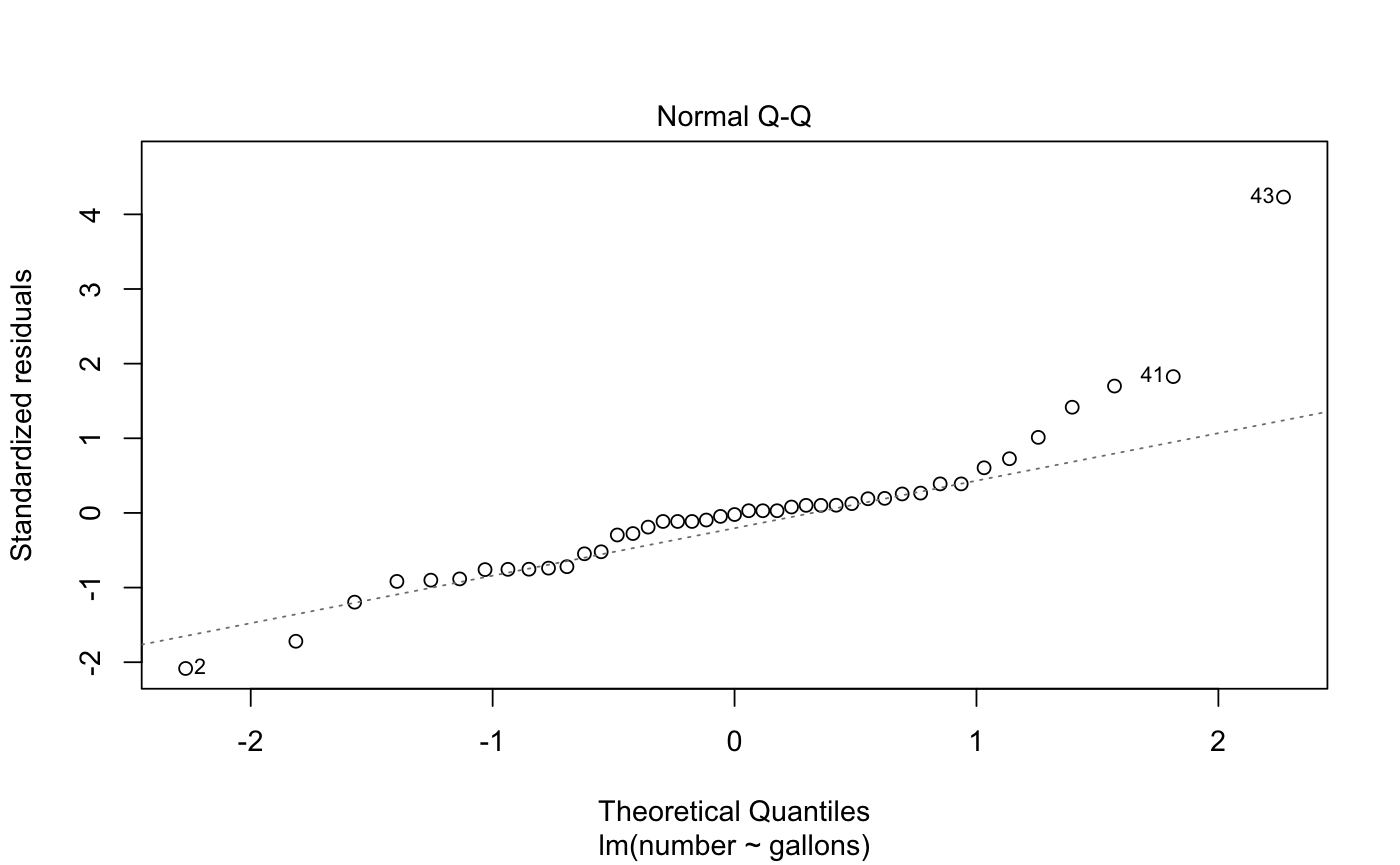 Normal Q-Q
Standardized residuals
4
3
2
1
0
-1
-2
43
41
2
-2 -1 0 1 2
Theoretical Quantiles
lm(number ~ gallons)